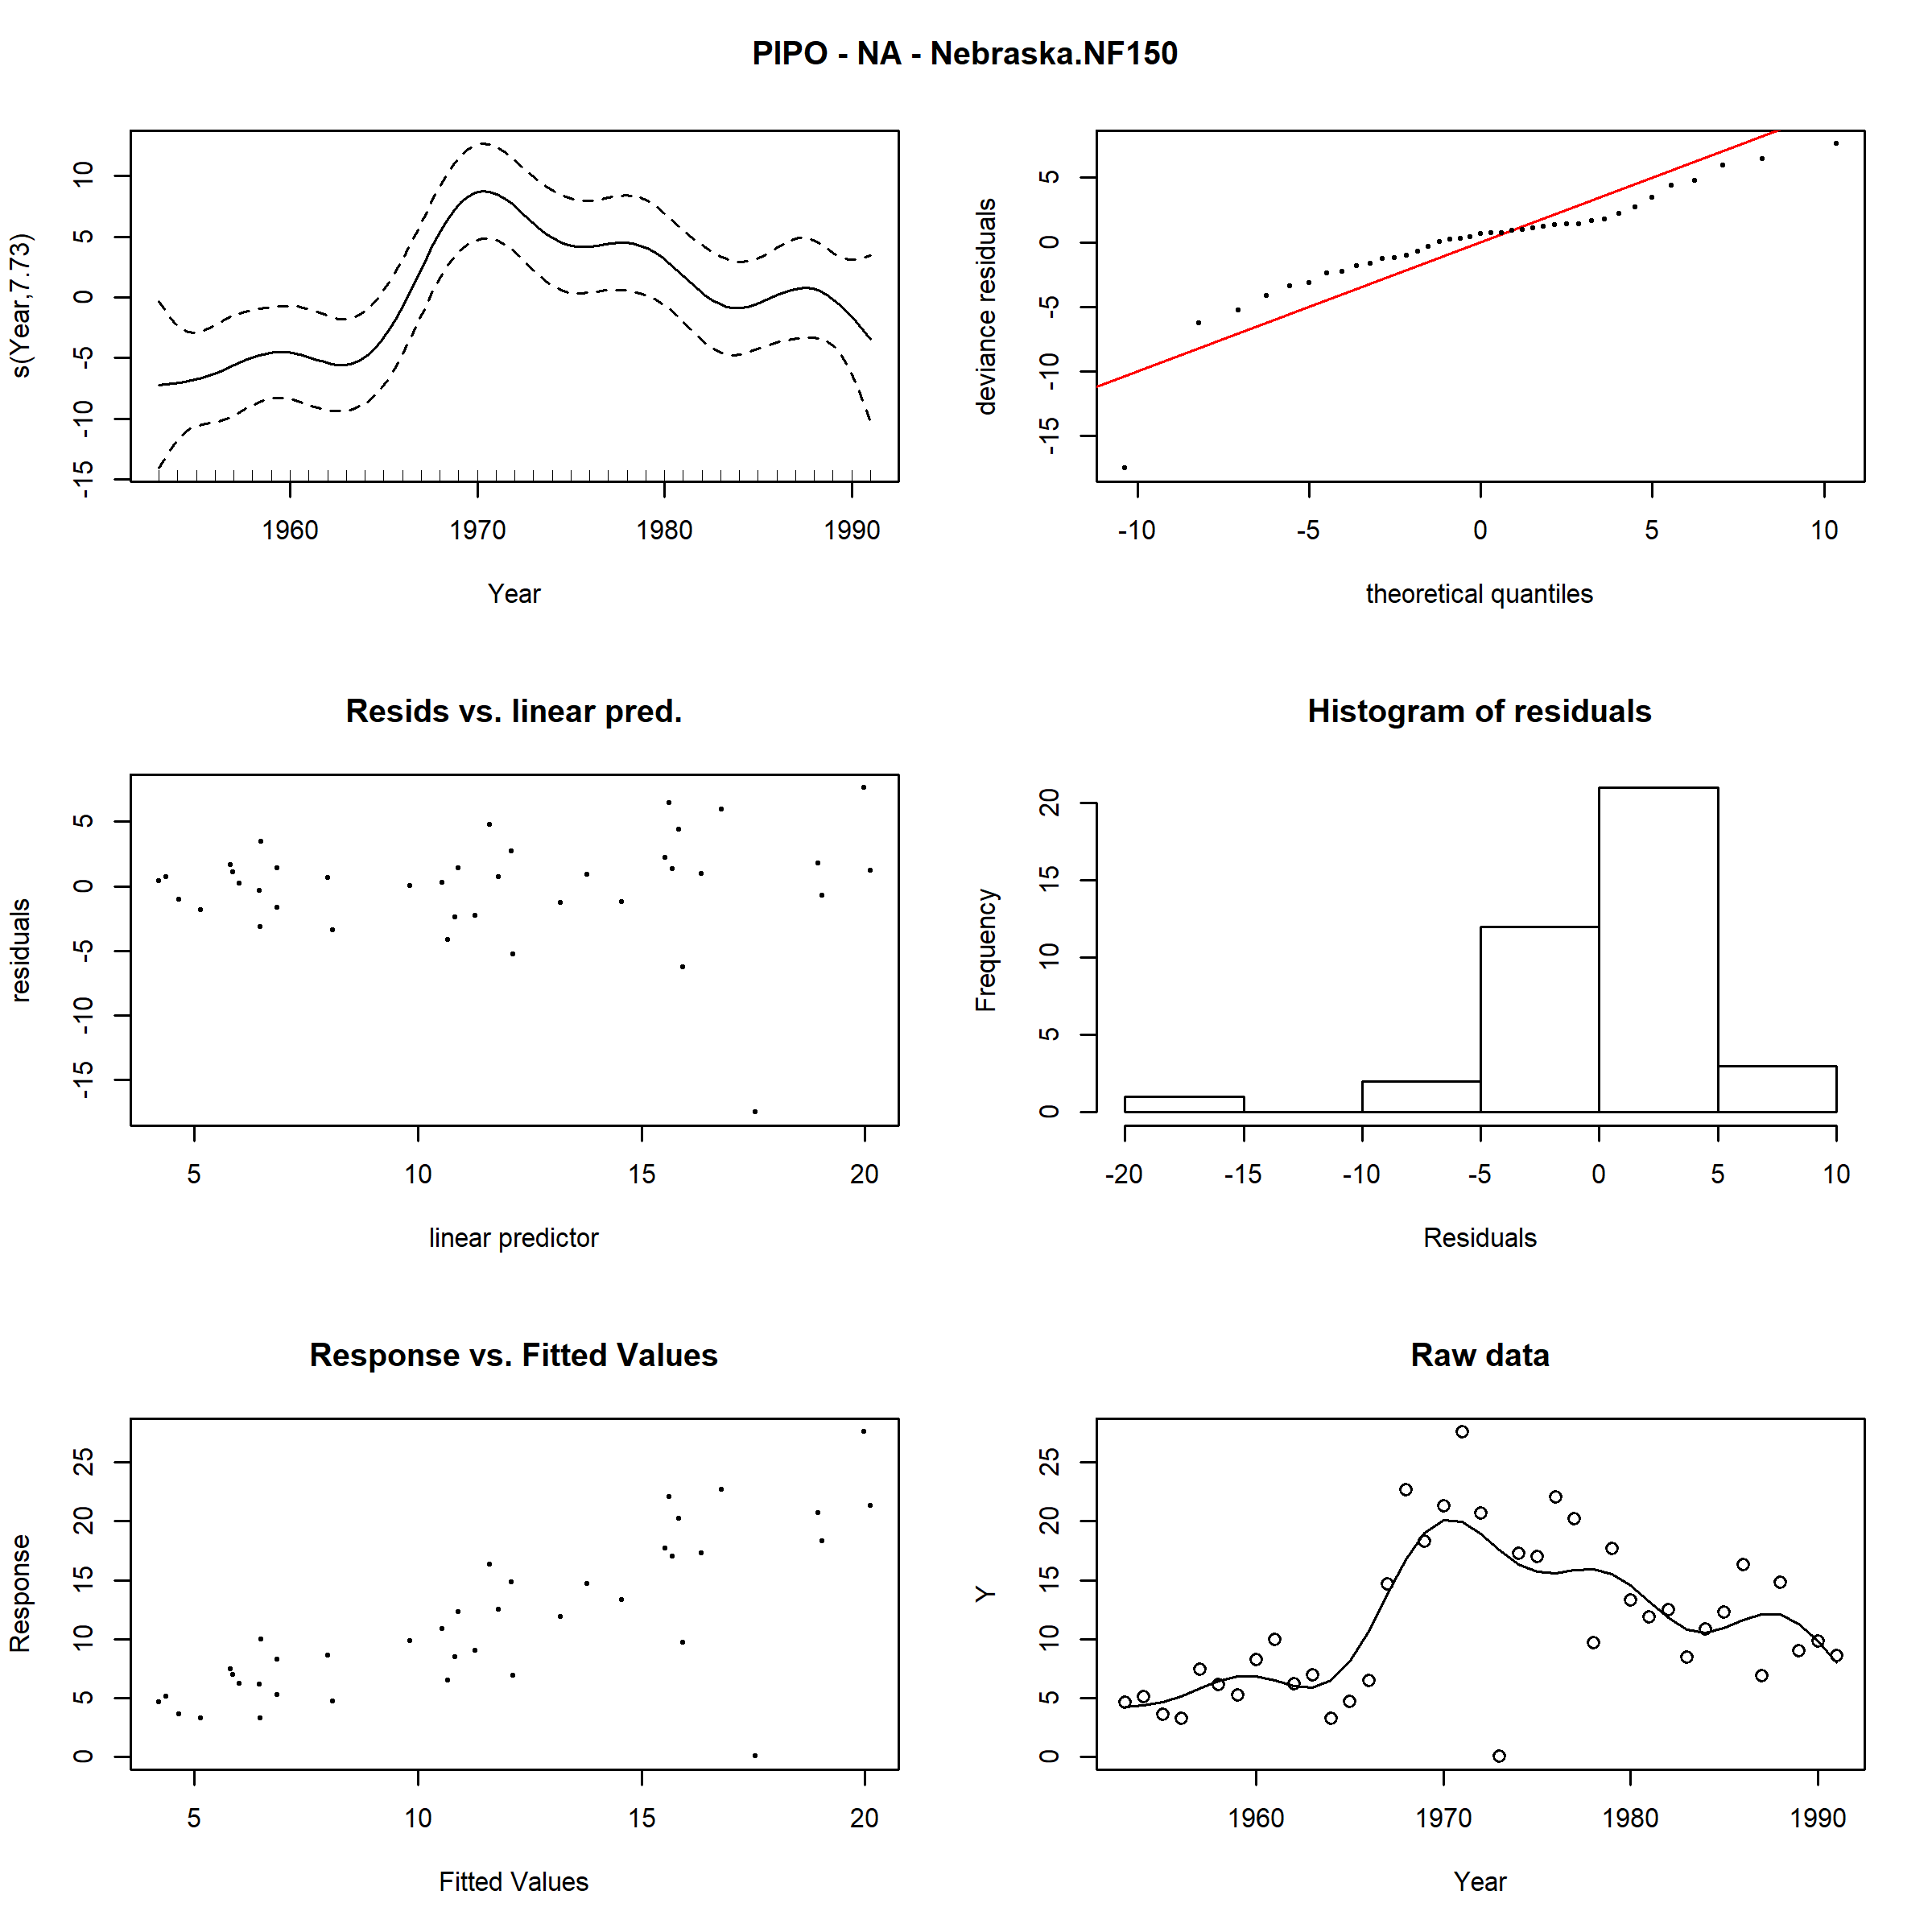 PIPO - NA - Nebraska.NF150
s(Year,7.73)
-15 -10 -5 0 5 10
1960 1970 1980 1990
Year
deviance residuals
-15 -10 -5 0 5
-10 -5 0 5 10
theoretical quantiles
Resids vs. linear pred.
residuals
-15 -10 -5 0 5
5 10 15 20
linear predictor
Histogram of residuals
Frequency
0 5 10 15 20
-20 -15 -10 -5 0 5 10
Residuals
Response vs. Fitted Values
Response
0 5 10 15 20 25
5 10 15 20
Fitted Values
Raw data
Y
0 5 10 15 20 25
1960 1970 1980 1990
Year